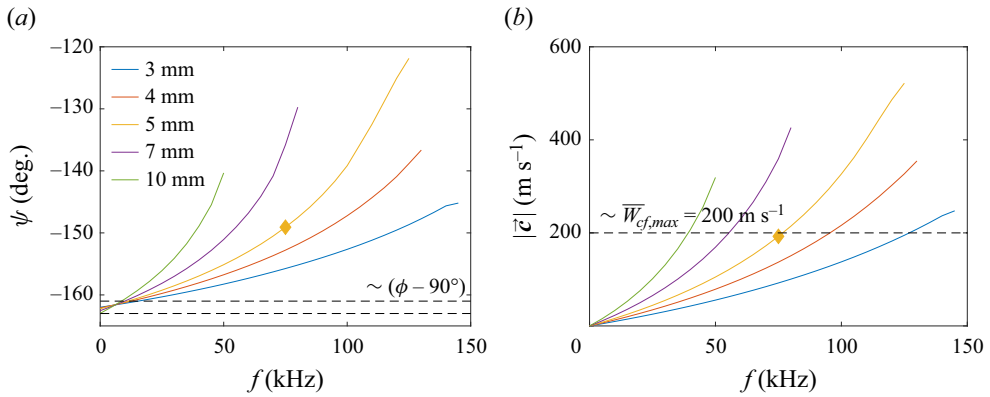 (a)
−120
−130
−140
−150
−160
ψ (deg.)
3 mm
4 mm
5 mm
7 mm
10 mm
~ (ϕ – 90°)
0 50 100 150
f (kHz)
(b)
600
400
200
0
|c⃗| (m s⁻¹)
~ W̅cf,max = 200 m s⁻¹
50 100 150
f (kHz)